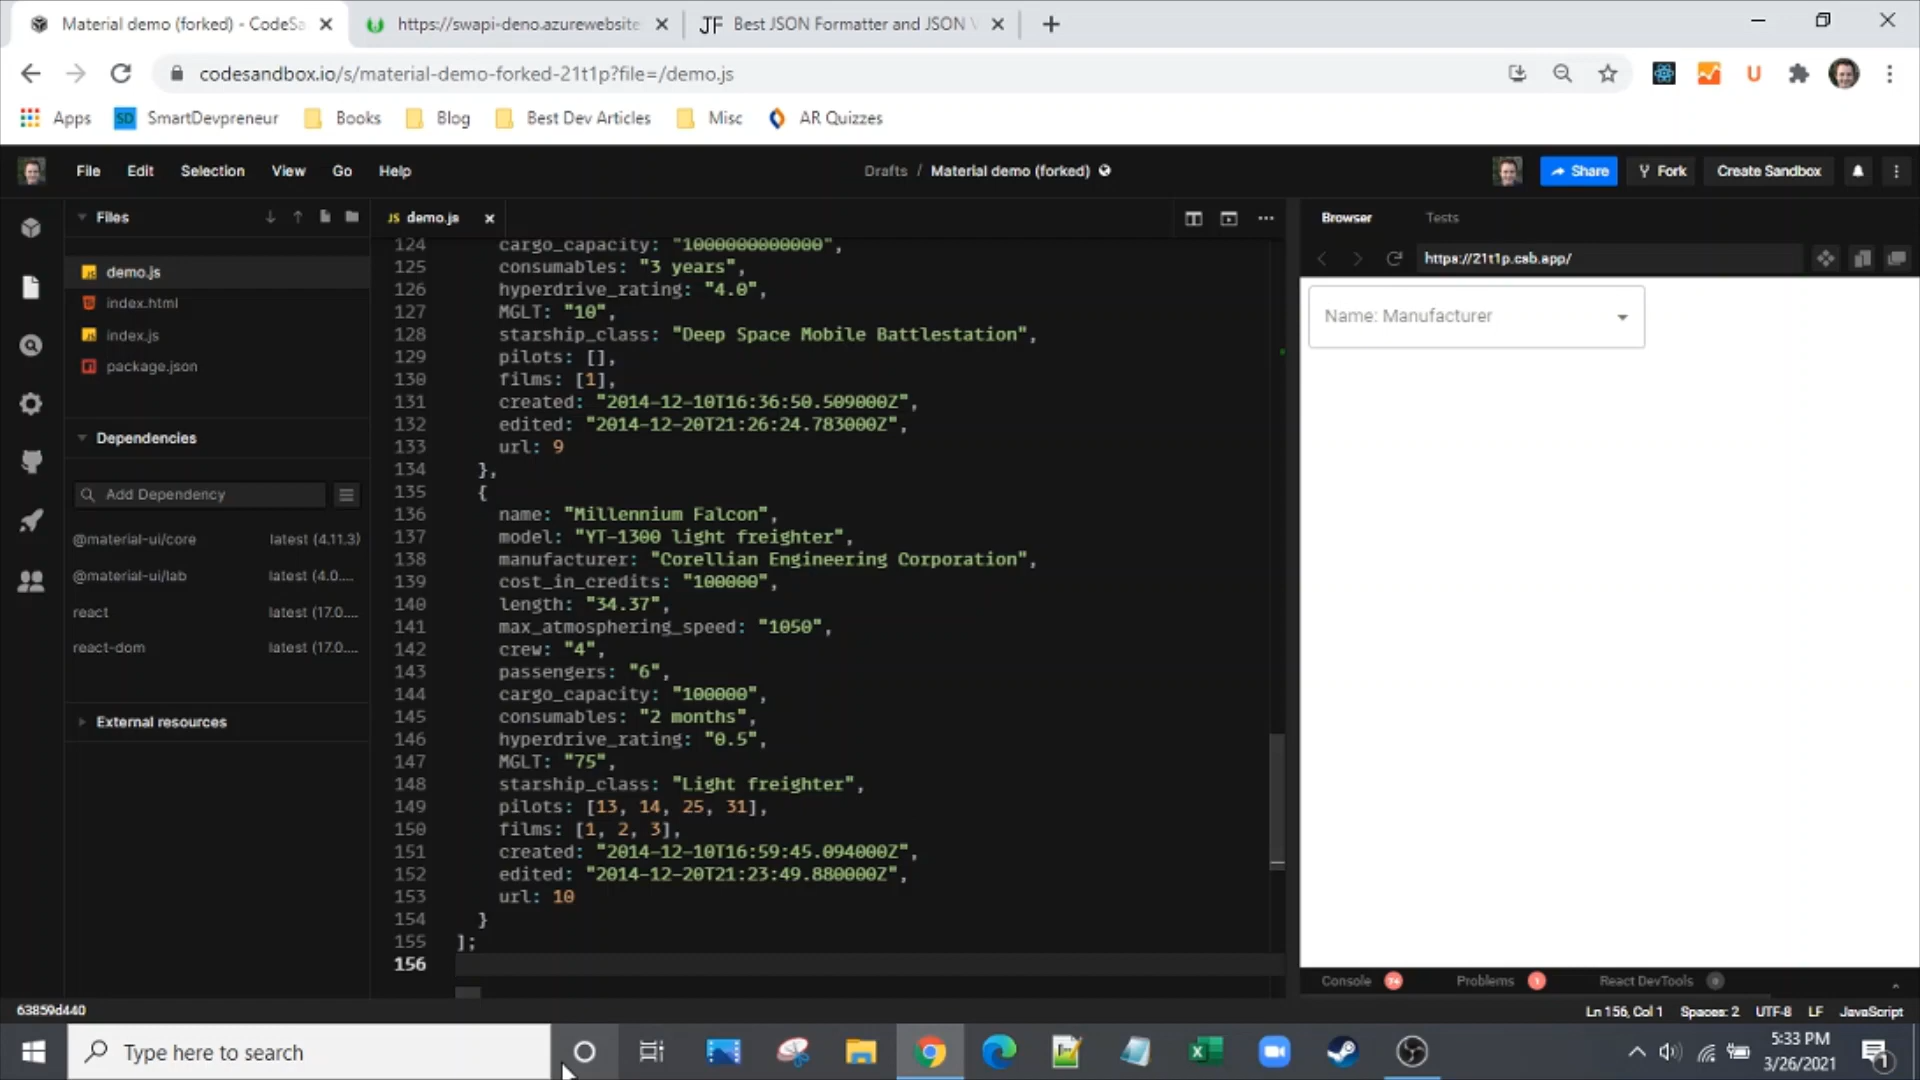 Material demo (forked) - CodeSa
https://swapi-deno.azurewebsite
JF Best JSON Formatter and JSON V
codesandbox.io/s/material-demo-forked-21t1p?file=/demo.js
Apps
SD SmartDevpreneur
Books
Blog
Best Dev Articles
Misc
AR Quizzes
File Edit Selection View Go Help
Drafts / Material demo (forked)
Share
Fork
Create Sandbox
Files
JS demo.js
Browser
Tests
https://21t1p.csb.app/
demo.js
index.html
index.js
package.json
Dependencies
Add Dependency
@material-ui/core latest (4.11.3)
@material-ui/lab latest (4.0....
react latest (17.0....
react-dom latest (17.0....
External resources
124 cargo_capacity: "1000000000000",
125 consumables: "3 years",
126 hyperdrive_rating: "4.0",
127 MGLT: "10",
128 starship_class: "Deep Space Mobile Battlestation",
129 pilots: [],
130 films: [1],
131 created: "2014-12-10T16:36:50.509000Z",
132 edited: "2014-12-20T21:26:24.783000Z",
133 url: 9
134 },
135 {
136 name: "Millennium Falcon",
137 model: "YT-1300 light freighter",
138 manufacturer: "Corellian Engineering Corporation",
139 cost_in_credits: "100000",
140 length: "34.37",
141 max_atmosphering_speed: "1050",
142 crew: "4",
143 passengers: "6",
144 cargo_capacity: "100000",
145 consumables: "2 months",
146 hyperdrive_rating: "0.5",
147 MGLT: "75",
148 starship_class: "Light freighter",
149 pilots: [13, 14, 25, 31],
150 films: [1, 2, 3],
151 created: "2014-12-10T16:59:45.094000Z",
152 edited: "2014-12-20T21:23:49.880000Z",
153 url: 10
154 }
155 ];
156
Name: Manufacturer
Console
Problems 1
React DevTools 0
63859d440
Ln 156, Col 1 Spaces: 2 UTF-8 LF JavaScript
Type here to search
5:33 PM
3/26/2021
1